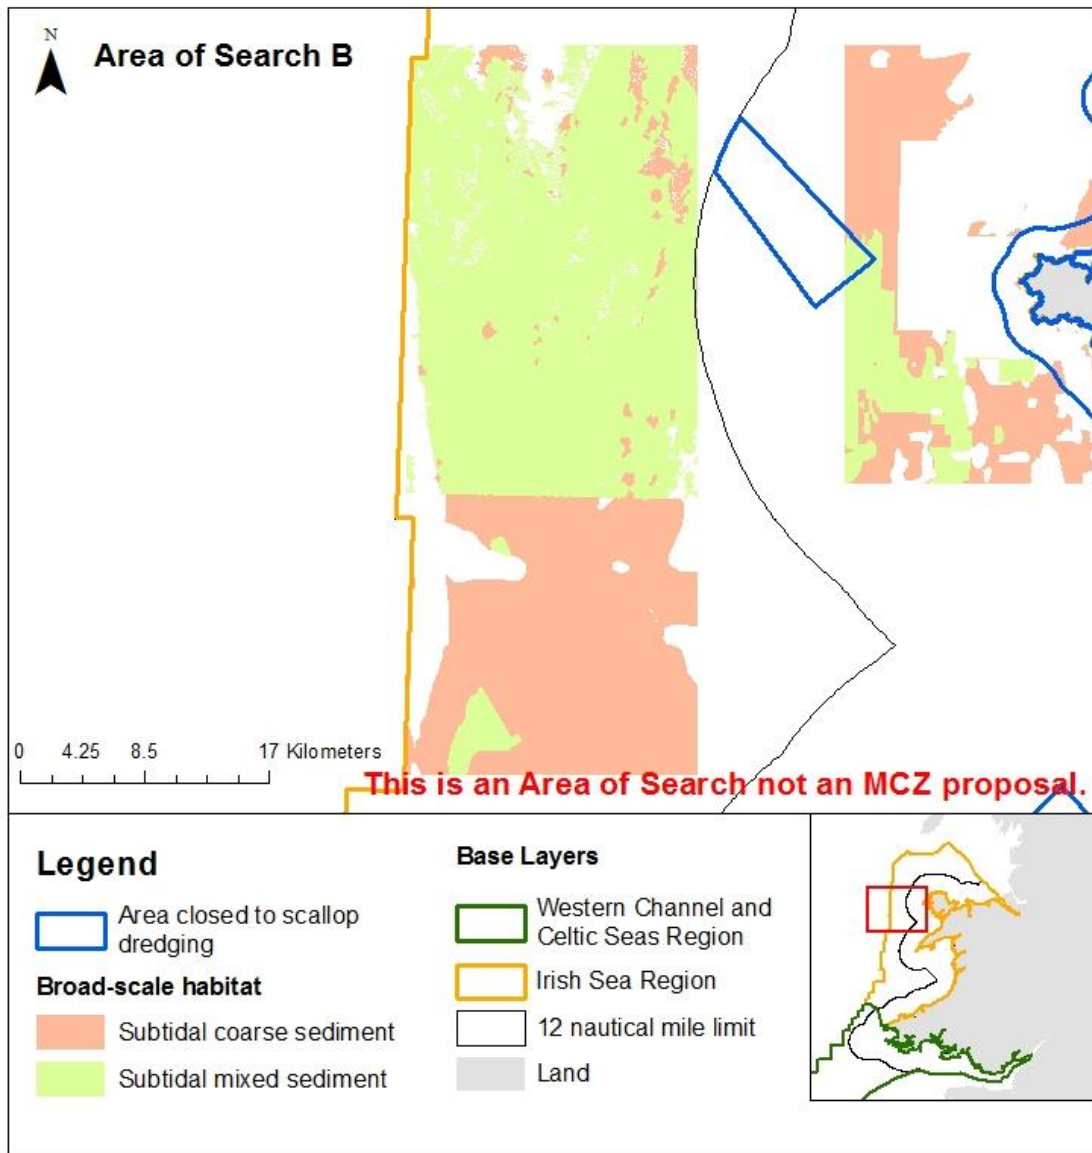 N
Area of Search B
0 4.25 8.5 17 Kilometers
This is an Area of Search not an MCZ proposal.
Legend
Area closed to scallop
dredging
Broad-scale habitat
Subtidal coarse sediment
Subtidal mixed sediment
Base Layers
Western Channel and
Celtic Seas Region
Irish Sea Region
12 nautical mile limit
Land